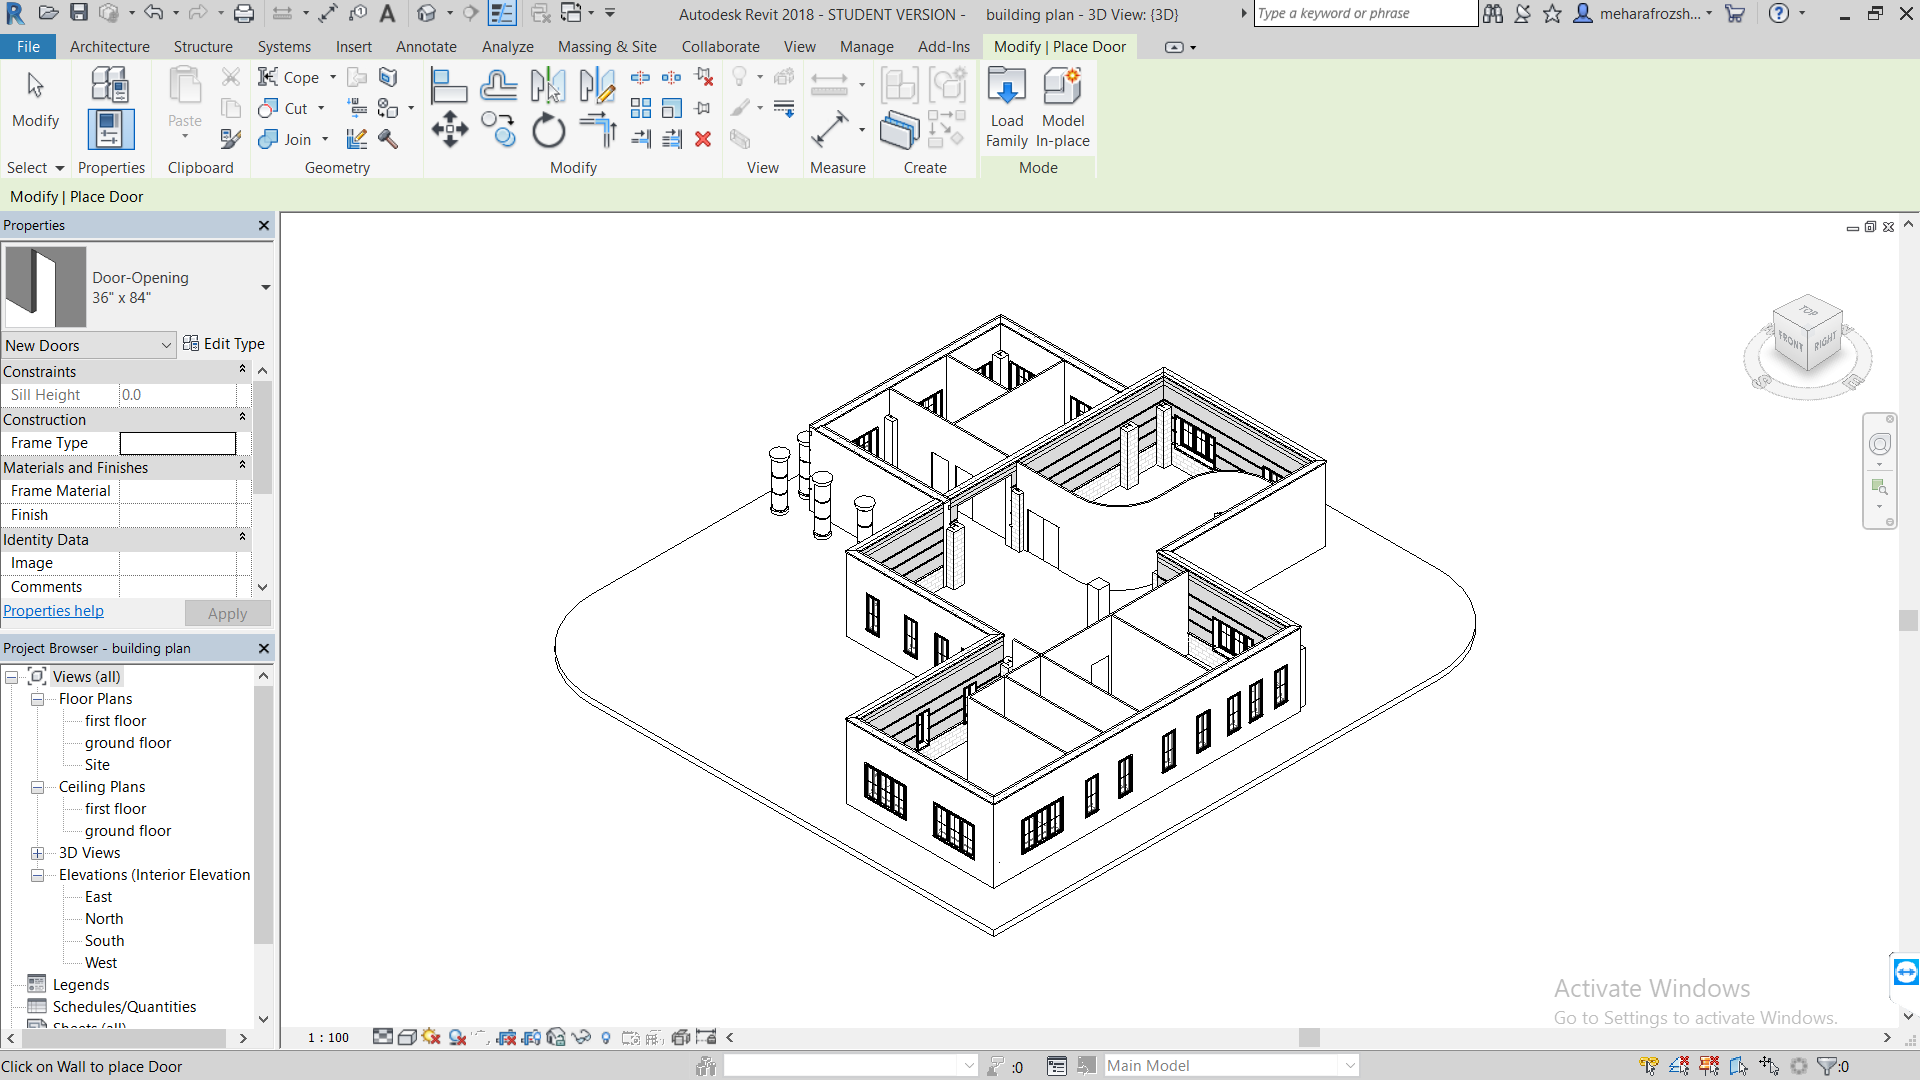 Autodesk Revit 2018 - STUDENT VERSION - building plan - 3D View: {3D}
Type a keyword or phrase
meharafrozsh...
File Architecture Structure Systems Insert Annotate Analyze Massing & Site Collaborate View Manage Add-Ins Modify | Place Door
Modify
Paste
Cope
Cut
Join
Load Family
Model In-place
Select Properties Clipboard Geometry Modify View Measure Create Mode
Modify | Place Door
Properties
Door-Opening
36" x 84"
New Doors
Edit Type
Constraints
Sill Height 0.0
Construction
Frame Type
Materials and Finishes
Frame Material
Finish
Identity Data
Image
Comments
Properties help
Apply
Project Browser - building plan
Views (all)
Floor Plans
first floor
ground floor
Site
Ceiling Plans
first floor
ground floor
3D Views
Elevations (Interior Elevation
East
North
South
West
Legends
Schedules/Quantities
Sheets (all)
TOP
FRONT
RIGHT
Activate Windows
Go to Settings to activate Windows.
1 : 100
Click on Wall to place Door
:0
Main Model
:0